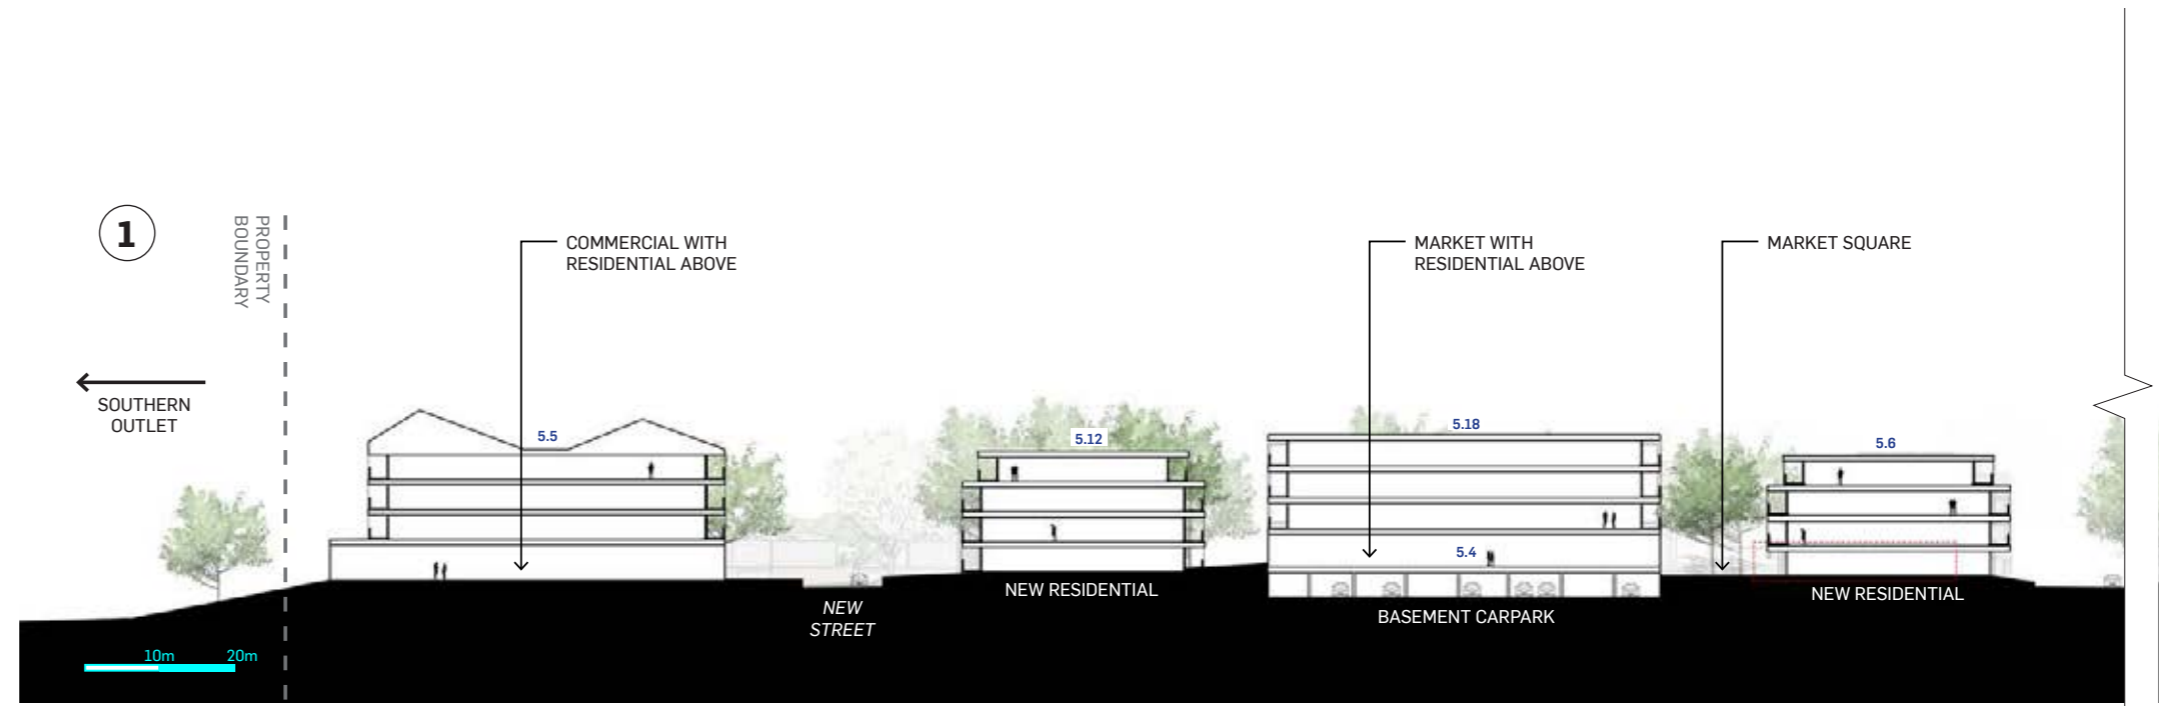 1
PROPERTY
BOUNDARY
COMMERCIAL WITH
RESIDENTIAL ABOVE
MARKET WITH
RESIDENTIAL ABOVE
MARKET SQUARE
SOUTHERN
OUTLET
5.5
5.12
5.18
5.6
5.4
NEW RESIDENTIAL
NEW
STREET
BASEMENT CARPARK
NEW RESIDENTIAL
10m 20m